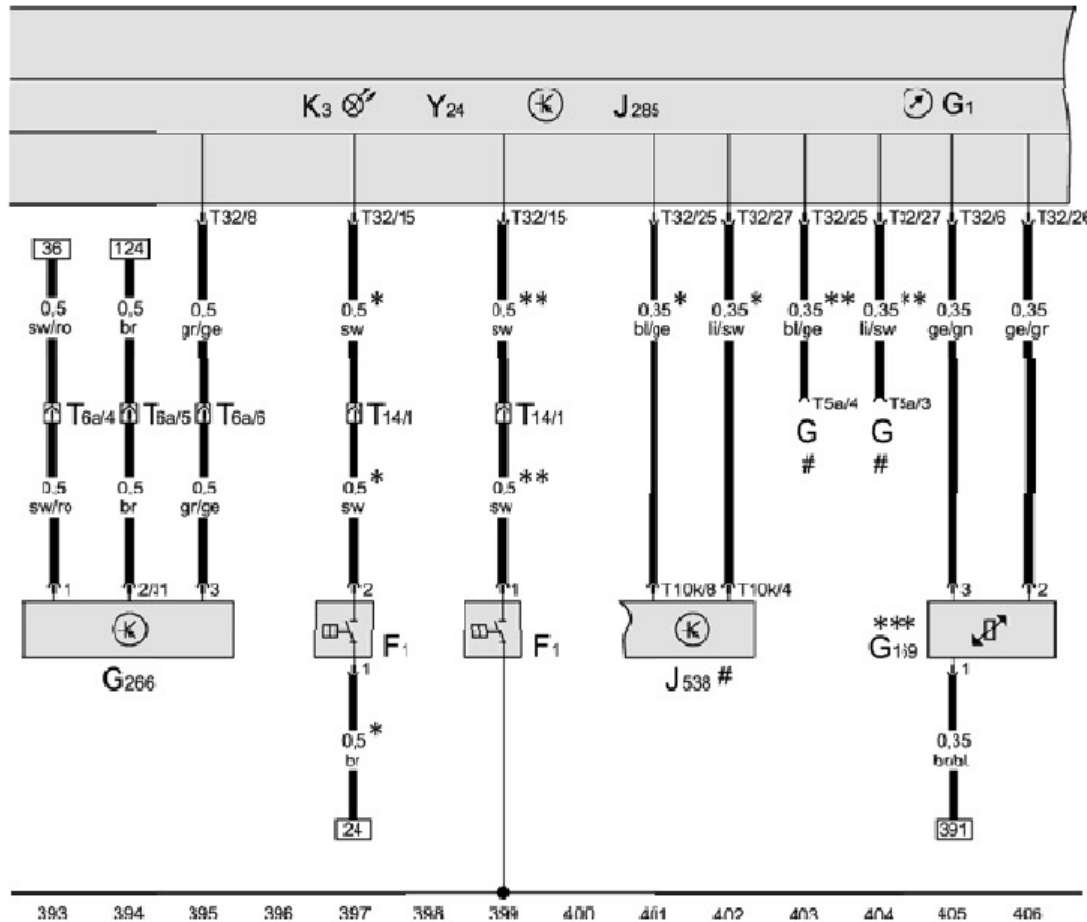 K3 Y24 J285 G1
T32/8 T32/15 T32/15 T32/25 T32/27 T32/25 T32/27 T32/6 T32/26
36 124
0,5 0,5 0,5 0,5 * 0,5 ** 0,35 * 0,35 * 0,35 ** 0,35 ** 0,35 0,35
sw/ro br gr/ge sw sw bl/ge li/sw bl/ge li/sw ge/gn ge/gr
T6a/4 T6a/5 T6a/6 T14/1 T14/1 T5a/4 T5a/3
G G
# #
0,5 0,5 0,5 0,5 * 0,5 **
sw/ro br gr/ge sw sw
1 2/31 3 2 1 T10k/8 T10k/4 3 2
G266 F1 F1 J538 # *** G169
1 1
0,5 * 0,35
br br/bl
24 391
393 394 395 396 397 398 399 400 401 402 403 404 405 406